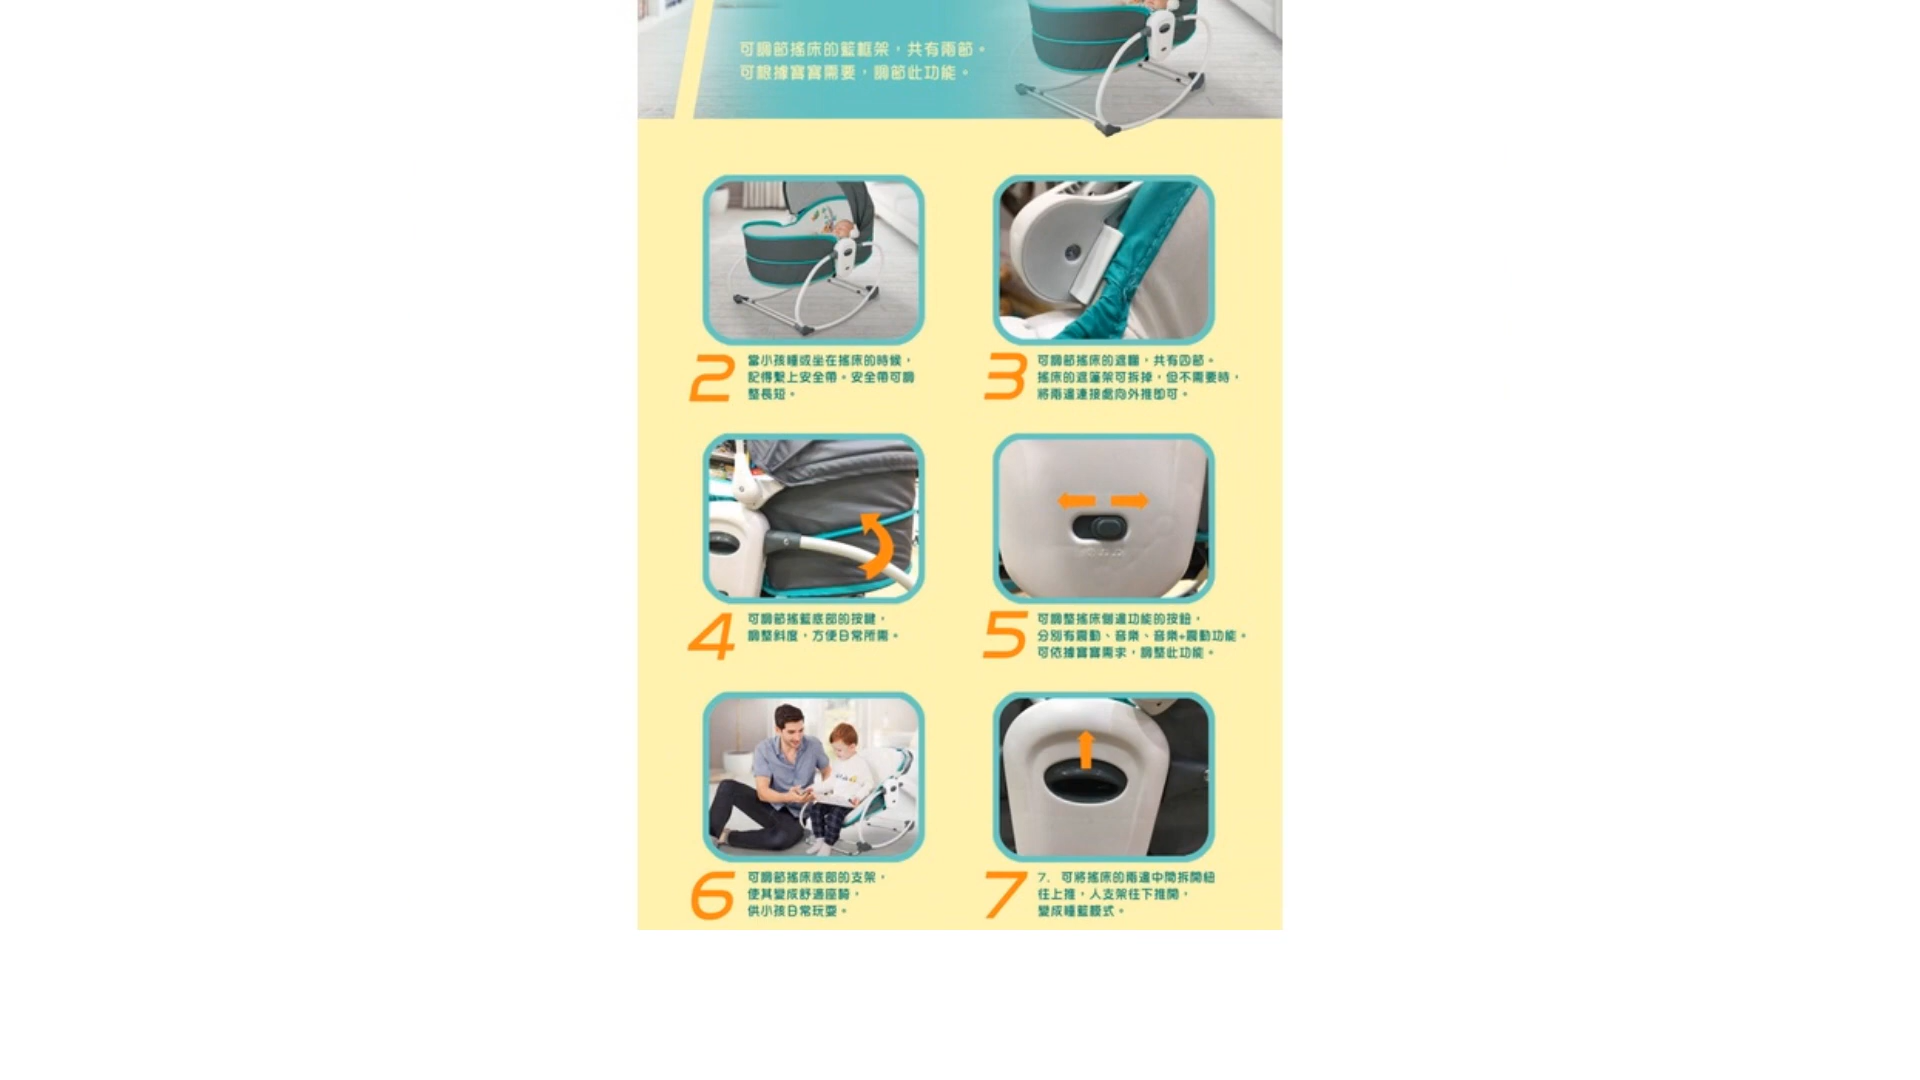 可調節搖床的籃框架，共有兩節。
可根據寶寶需要，調節此功能。
2
當小孩睡或坐在搖床的時候，
記得繫上安全帶。安全帶可調
整長短。
3
可調節搖床的遮簾，共有四節。
搖床的遮篷架可拆掉，但不需要時，
將兩邊連接處向外推即可。
4
可調節搖籃底部的按鍵，
調整斜度、方便日常所需。
5
可調整搖床側邊功能的按鈕，
分別有震動、音樂、音樂+震動功能。
可依據寶寶需求，調整此功能。
6
可調節搖床底部的支架，
使其變成舒適座騎，
供小孩日常玩耍。
7
7. 可將搖床的兩邊中間拆開紐
往上推，人支架往下推開，
變成睡籃模式。